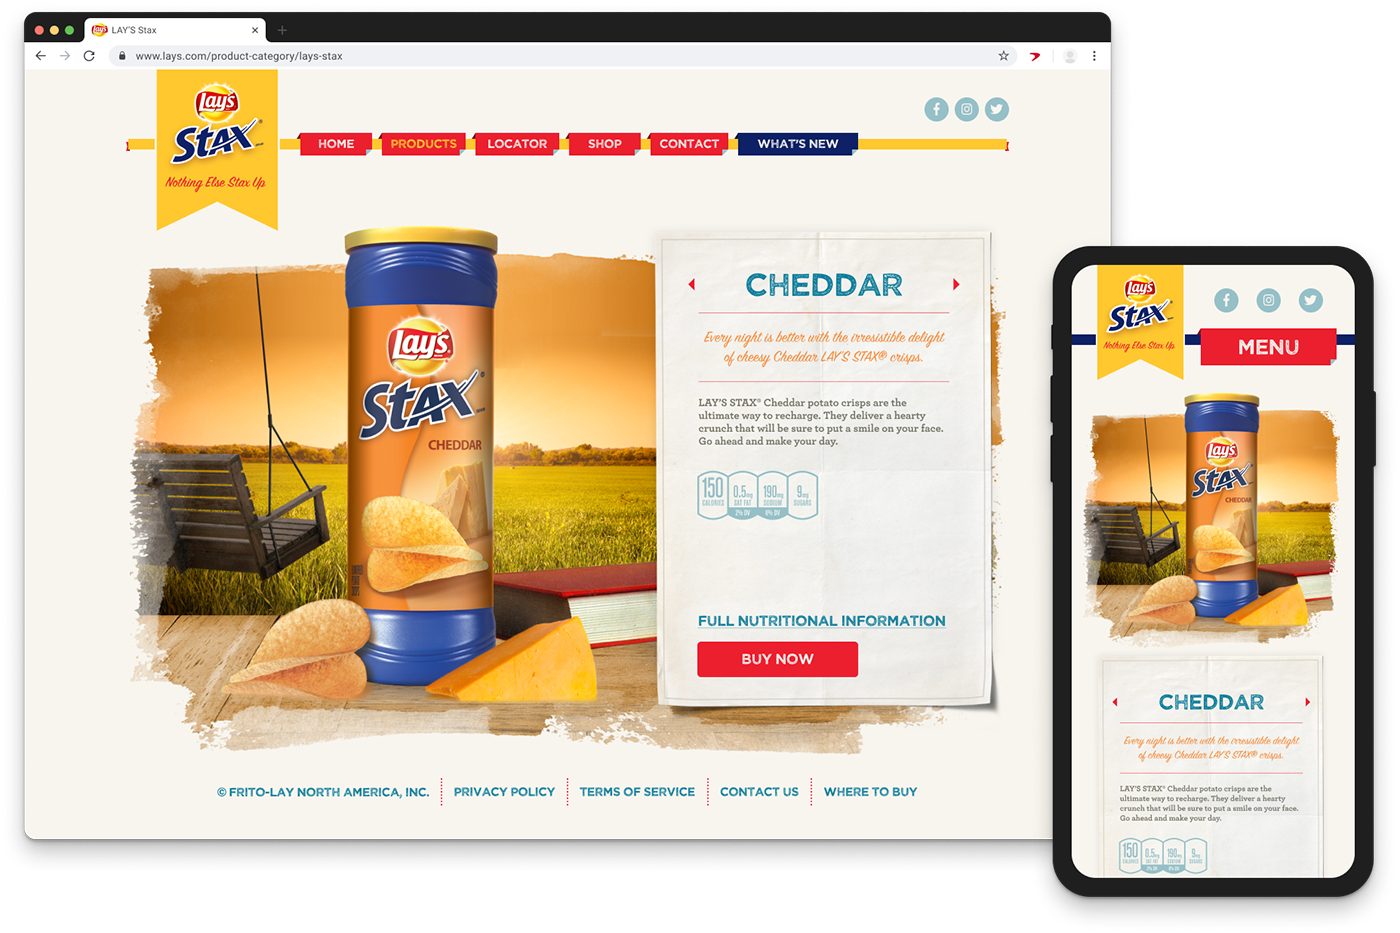 LAY'S Stax
www.lays.com/product-category/lays-stax
Lay's
STAX
Nothing Else Stax Up
HOME
PRODUCTS
LOCATOR
SHOP
CONTACT
WHAT'S NEW
Lay's
STAX
CHEDDAR
CHEDDAR
Every night is better with the irresistible delight
of cheesy Cheddar LAY'S STAX® crisps.
LAY'S STAX® Cheddar potato crisps are the
ultimate way to recharge. They deliver a hearty
crunch that will be sure to put a smile on your face.
Go ahead and make your day.
150 CALORIES
0.5mg SAT FAT 2% DV
190mg SODIUM 8% DV
9mg SUGARS
FULL NUTRITIONAL INFORMATION
BUY NOW
© FRITO-LAY NORTH AMERICA, INC.
PRIVACY POLICY
TERMS OF SERVICE
CONTACT US
WHERE TO BUY
Lay's
STAX
Nothing Else Stax Up
MENU
Lay's
STAX
CHEDDAR
CHEDDAR
Every night is better with the irresistible delight
of cheesy Cheddar LAY'S STAX® crisps.
LAY'S STAX® Cheddar potato crisps are the
ultimate way to recharge. They deliver a hearty
crunch that will be sure to put a smile on your face.
Go ahead and make your day.
150 CALORIES
0.5mg SAT FAT 2% DV
190mg SODIUM 8% DV
9mg SUGARS